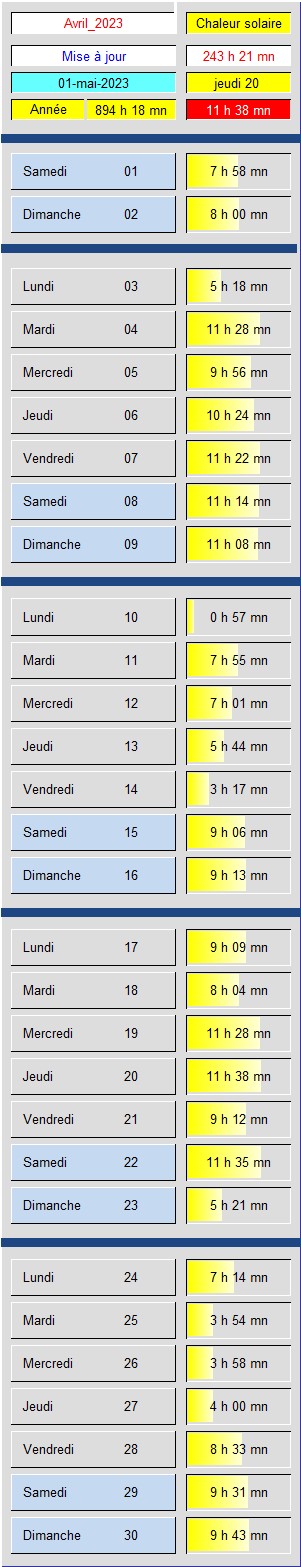 Avril_2023 Chaleur solaire
Mise à jour 243 h 21 mn
01-mai-2023 jeudi 20
Année 894 h 18 mn 11 h 38 mn
Samedi 01 7 h 58 mn
Dimanche 02 8 h 00 mn
Lundi 03 5 h 18 mn
Mardi 04 11 h 28 mn
Mercredi 05 9 h 56 mn
Jeudi 06 10 h 24 mn
Vendredi 07 11 h 22 mn
Samedi 08 11 h 14 mn
Dimanche 09 11 h 08 mn
Lundi 10 0 h 57 mn
Mardi 11 7 h 55 mn
Mercredi 12 7 h 01 mn
Jeudi 13 5 h 44 mn
Vendredi 14 3 h 17 mn
Samedi 15 9 h 06 mn
Dimanche 16 9 h 13 mn
Lundi 17 9 h 09 mn
Mardi 18 8 h 04 mn
Mercredi 19 11 h 28 mn
Jeudi 20 11 h 38 mn
Vendredi 21 9 h 12 mn
Samedi 22 11 h 35 mn
Dimanche 23 5 h 21 mn
Lundi 24 7 h 14 mn
Mardi 25 3 h 54 mn
Mercredi 26 3 h 58 mn
Jeudi 27 4 h 00 mn
Vendredi 28 8 h 33 mn
Samedi 29 9 h 31 mn
Dimanche 30 9 h 43 mn